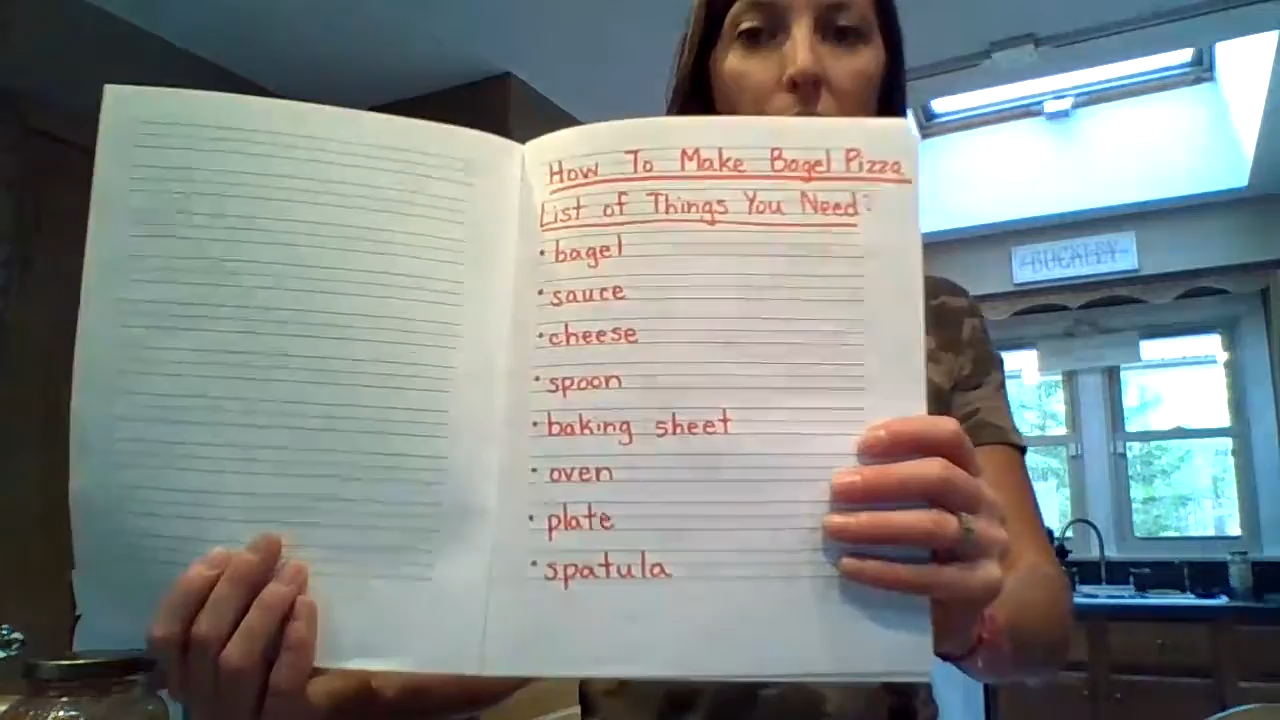 How To Make Bagel Pizza
List of Things You Need:
• bagel
• sauce
• cheese
• spoon
• baking sheet
• oven
• plate
• spatula
BUCKLEY